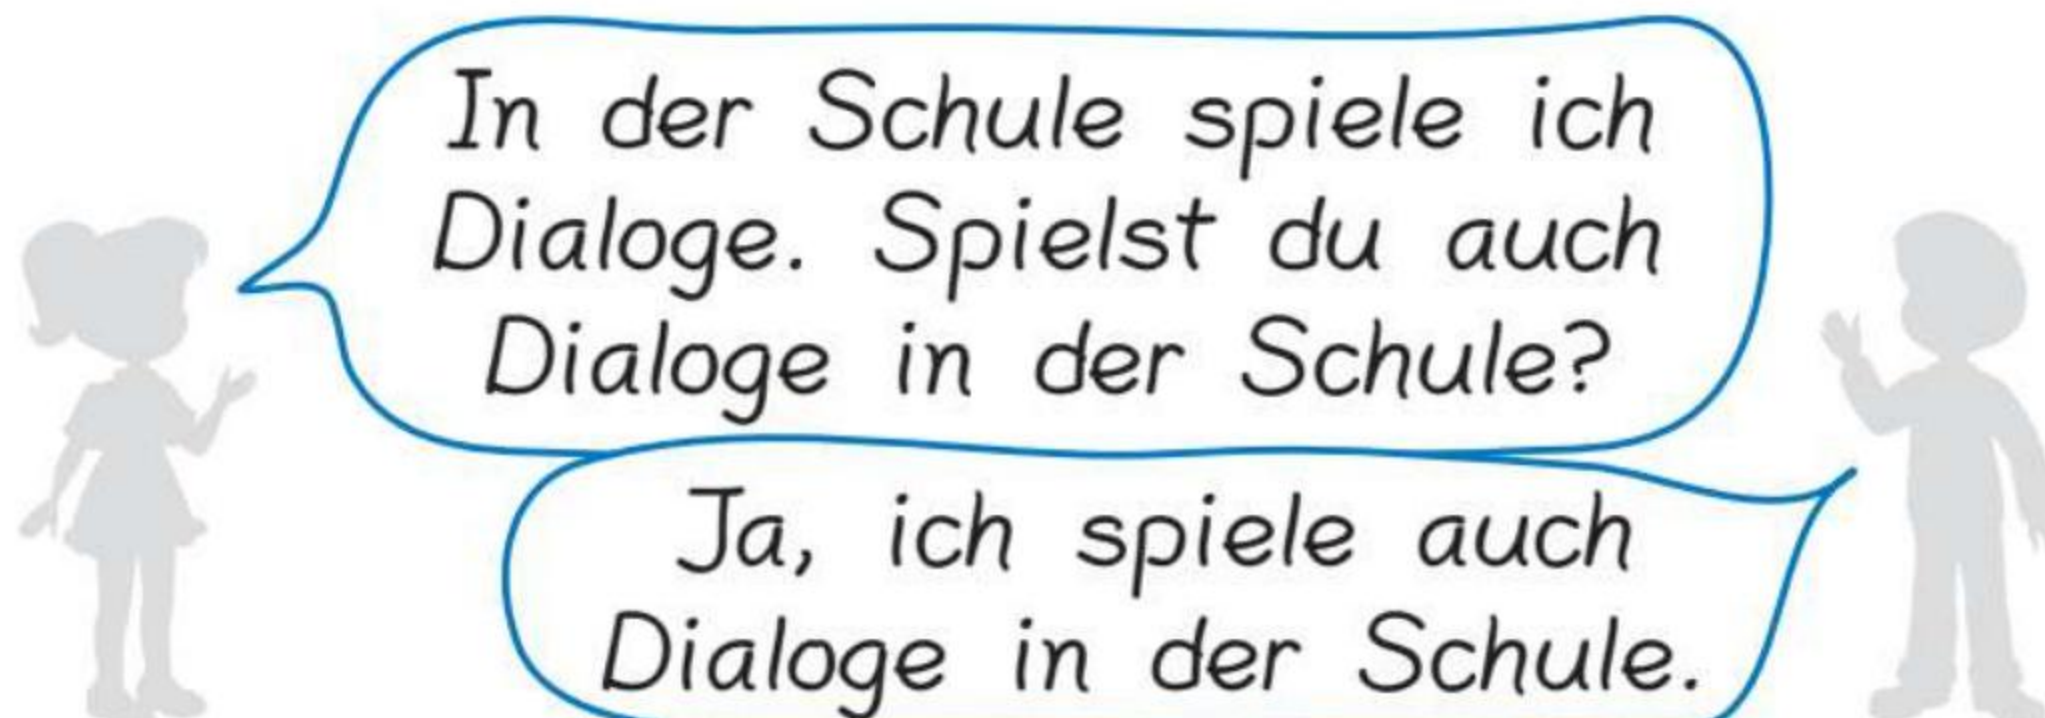 In der Schule spiele ich
Dialoge. Spielst du auch
Dialoge in der Schule?
Ja, ich spiele auch
Dialoge in der Schule.